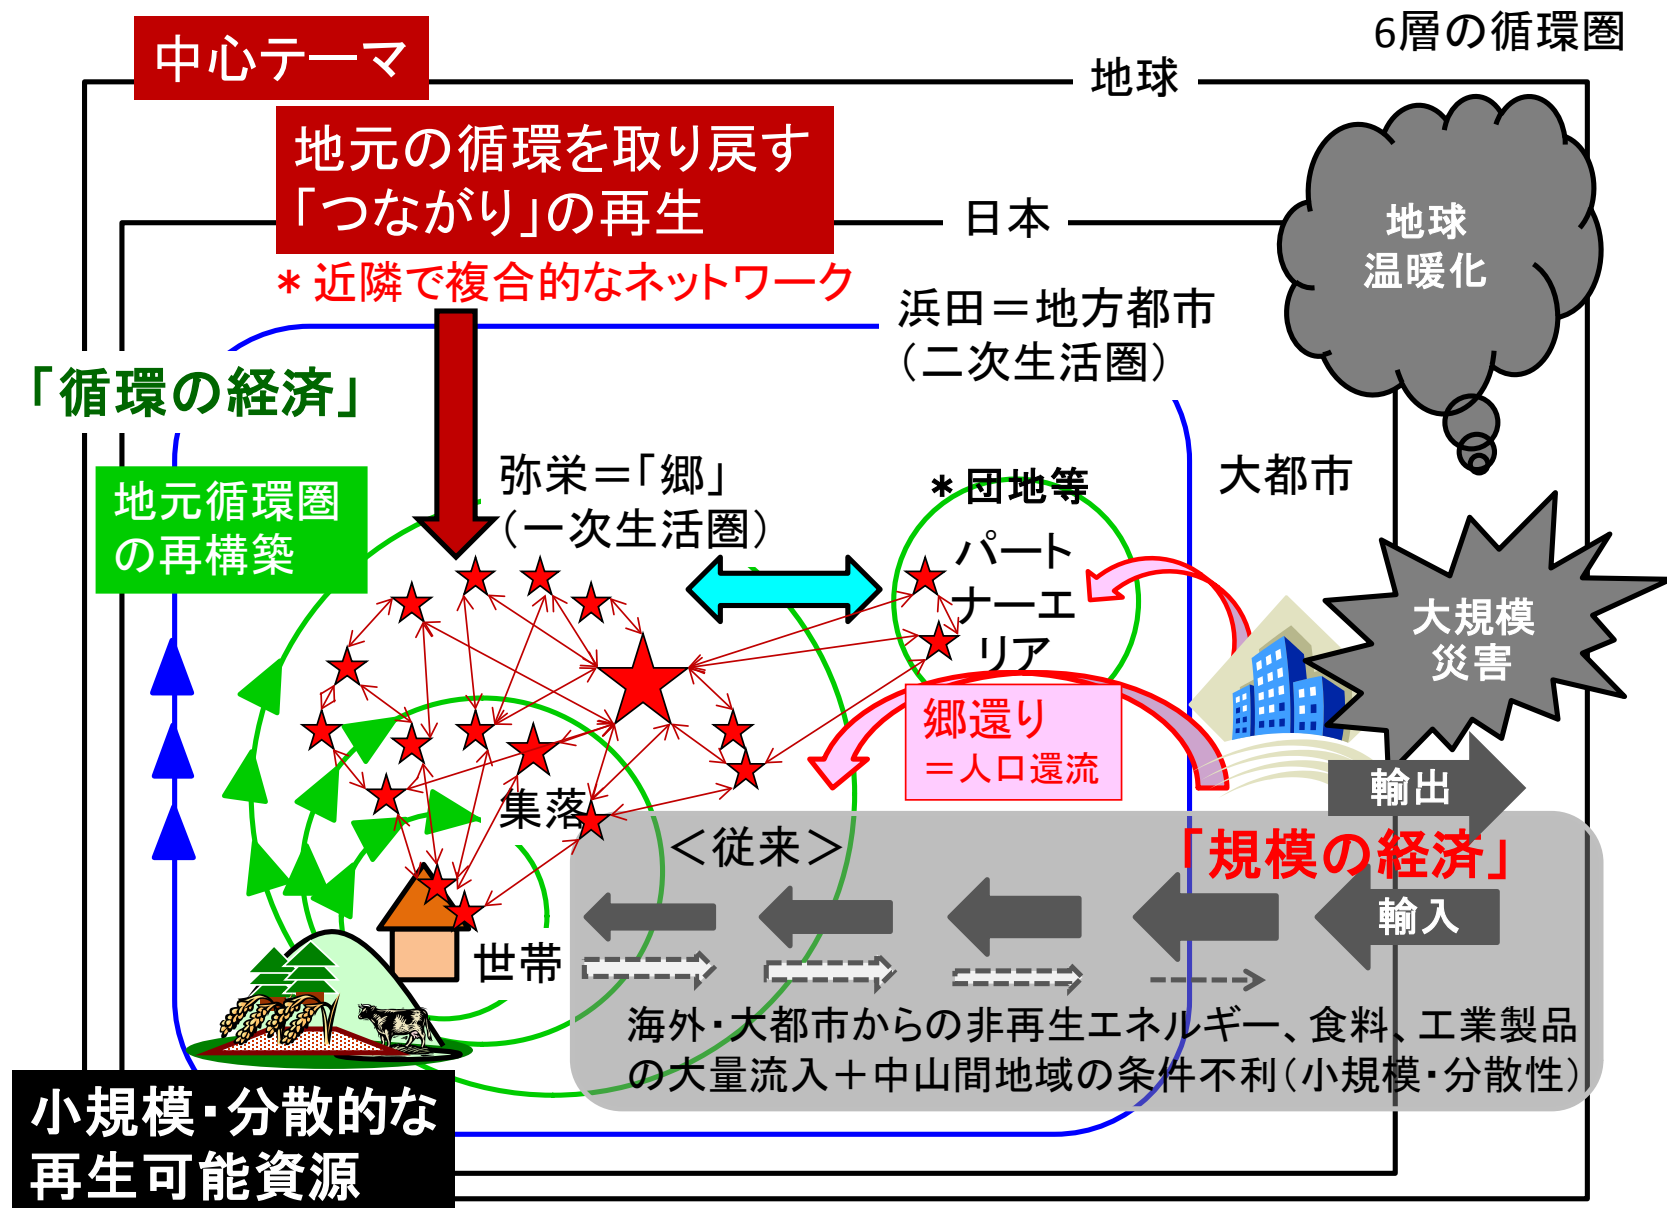 6層の循環圏
中心テーマ
地球
地元の循環を取り戻す
「つながり」の再生
日本
地球
温暖化
＊近隣で複合的なネットワーク
浜田＝地方都市
（二次生活圏）
「循環の経済」
弥栄＝「郷」
（一次生活圏）
＊団地等
大都市
地元循環圏
の再構築
パート
ナーエ
リア
大規模
災害
郷還り
＝人口還流
輸出
集落
＜従来＞
「規模の経済」
輸入
世帯
海外・大都市からの非再生エネルギー、食料、工業製品
の大量流入＋中山間地域の条件不利（小規模・分散性）
小規模・分散的な
再生可能資源